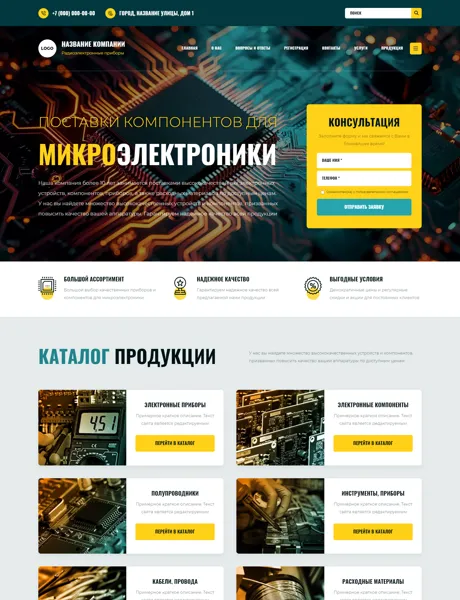 +7 (000) 000-00-00
ГОРОД, НАЗВАНИЕ УЛИЦЫ, ДОМ 1
ПОИСК
LOGO
НАЗВАНИЕ КОМПАНИИ
Радиоэлектронные приборы
ГЛАВНАЯ
О НАС
ВОПРОСЫ И ОТВЕТЫ
РЕГИСТРАЦИЯ
КОНТАКТЫ
УСЛУГИ
ПРОДУКЦИЯ
ПОСТАВКИ КОМПОНЕНТОВ ДЛЯ
МИКРОЭЛЕКТРОНИКИ
Наша компания более 10 лет занимается поставками высококачественных электронных
устройств, компонентов, приборов, а также расходных материалов по доступным ценам.
У нас вы найдете множество высококачественных устройств и компонентов, призванных
повысить качество вашей аппаратуры. Гарантируем надежное качество всей продукции
КОНСУЛЬТАЦИЯ
Заполните форму и мы свяжемся с Вами в
ближайшее время!
ВАШЕ ИМЯ *
ТЕЛЕФОН *
ОТПРАВИТЬ ЗАЯВКУ
БОЛЬШОЙ АССОРТИМЕНТ
Большой выбор качественных приборов и
компонентов для микроэлектроники
НАДЕЖНОЕ КАЧЕСТВО
Гарантируем надежное качество всей
предлагаемой нами продукции
ВЫГОДНЫЕ УСЛОВИЯ
Демократичные цены и регулярные
скидки и акции для постоянных клиентов
КАТАЛОГ ПРОДУКЦИИ
У нас вы найдете множество высококачественных устройств и компонентов,
призванных повысить качество вашей аппаратуры по доступным ценам
451
ЭЛЕКТРОННЫЕ ПРИБОРЫ
Примерное краткое описание. Текст
сайта является редактируемым
ПЕРЕЙТИ В КАТАЛОГ
ЭЛЕКТРОННЫЕ КОМПОНЕНТЫ
Примерное краткое описание. Текст
сайта является редактируемым
ПЕРЕЙТИ В КАТАЛОГ
ПОЛУПРОВОДНИКИ
Примерное краткое описание. Текст
сайта является редактируемым
ПЕРЕЙТИ В КАТАЛОГ
ИНСТРУМЕНТЫ, ПРИБОРЫ
Примерное краткое описание. Текст
сайта является редактируемым
ПЕРЕЙТИ В КАТАЛОГ
КАБЕЛИ, ПРОВОДА
Примерное краткое описание. Текст
РАСХОДНЫЕ МАТЕРИАЛЫ
Примерное краткое описание. Текст